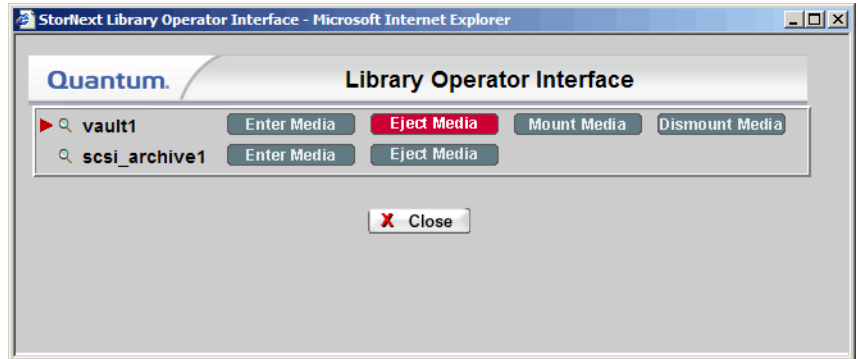 StorNext Library Operator Interface - Microsoft Internet Explorer
Quantum. Library Operator Interface
vault1 Enter Media Eject Media Mount Media Dismount Media
scsi_archive1 Enter Media Eject Media
X Close